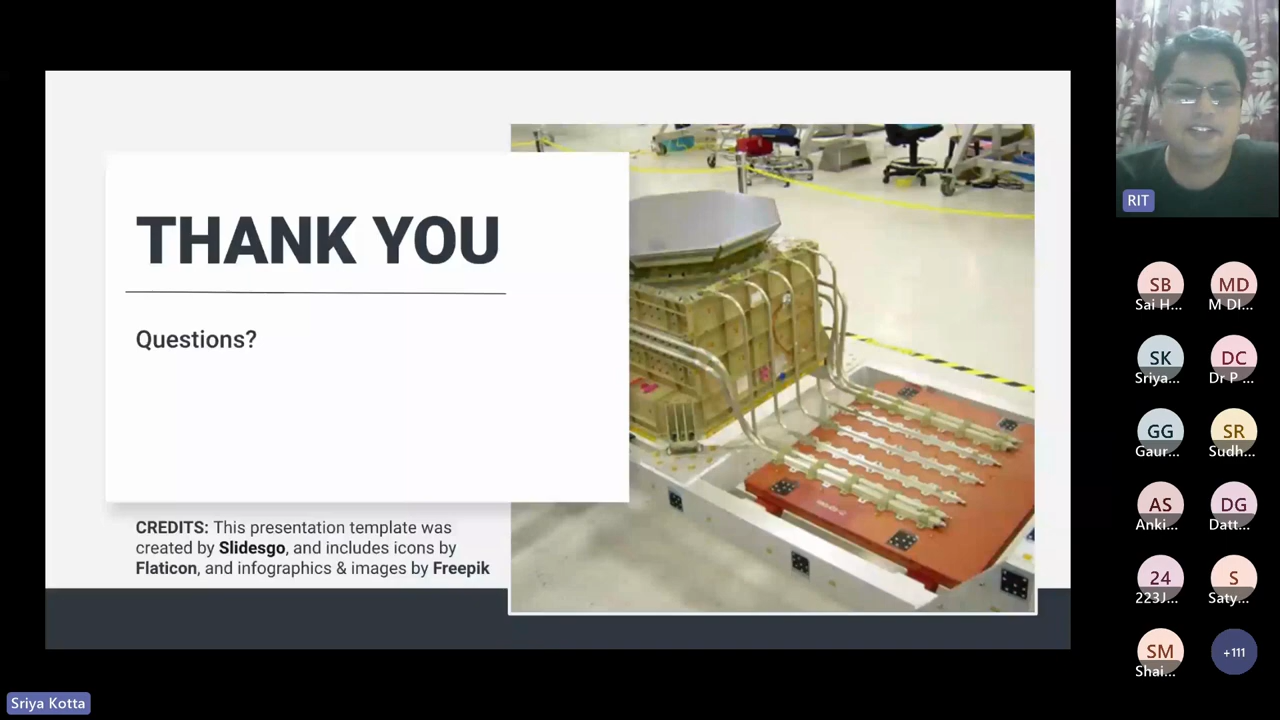 THANK YOU
Questions?
CREDITS: This presentation template was
created by Slidesgo, and includes icons by
Flaticon, and infographics & images by Freepik
RIT
SB
Sai H...
MD
M DI...
SK
Sriya...
DC
Dr P ...
GG
Gaur...
SR
Sudh...
AS
Anki...
DG
Datt...
24
223J...
S
Saty...
SM
Shai...
+111
Sriya Kotta